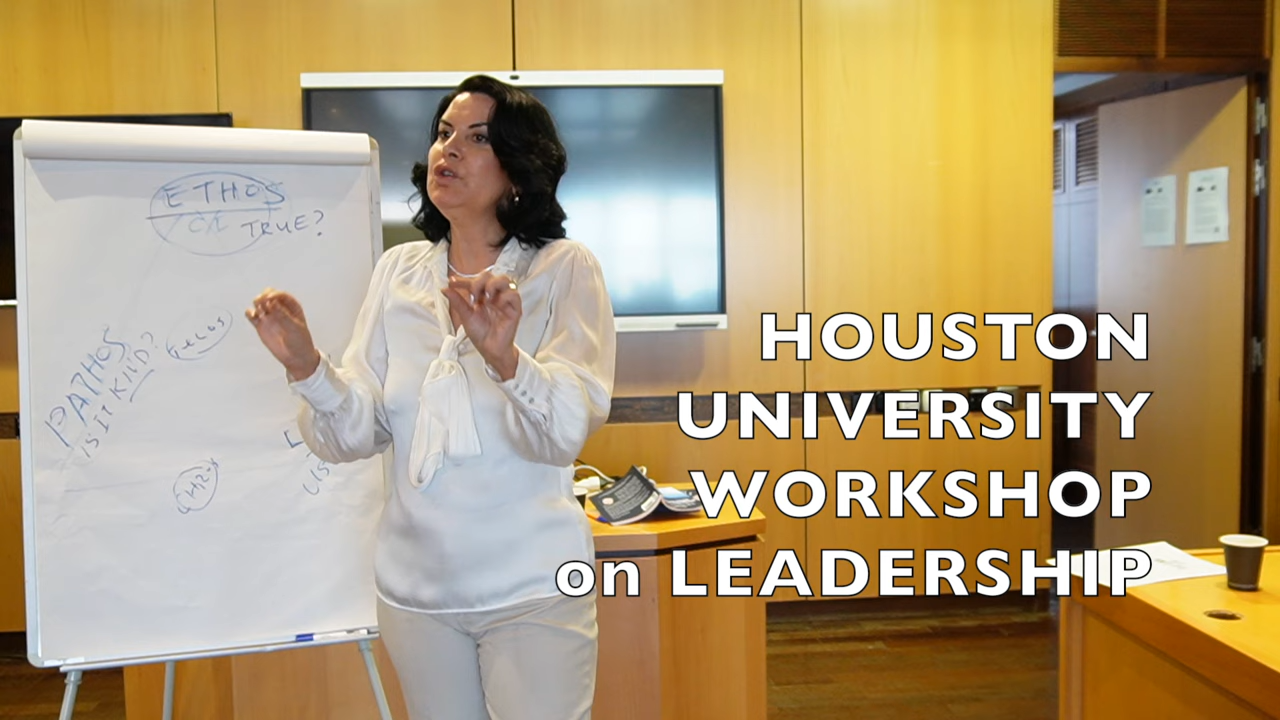 ETHOS
TRUE?
PATHOS
IS IT KIND?
HOUSTON
UNIVERSITY
WORKSHOP
on LEADERSHIP